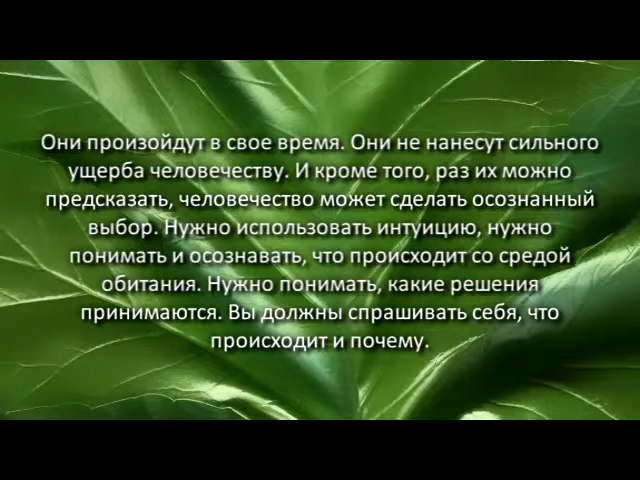 Они произойдут в свое время. Они не нанесут сильного
ущерба человечеству. И кроме того, раз их можно
предсказать, человечество может сделать осознанный
выбор. Нужно использовать интуицию, нужно
понимать и осознавать, что происходит со средой
обитания. Нужно понимать, какие решения
принимаются. Вы должны спрашивать себя, что
происходит и почему.